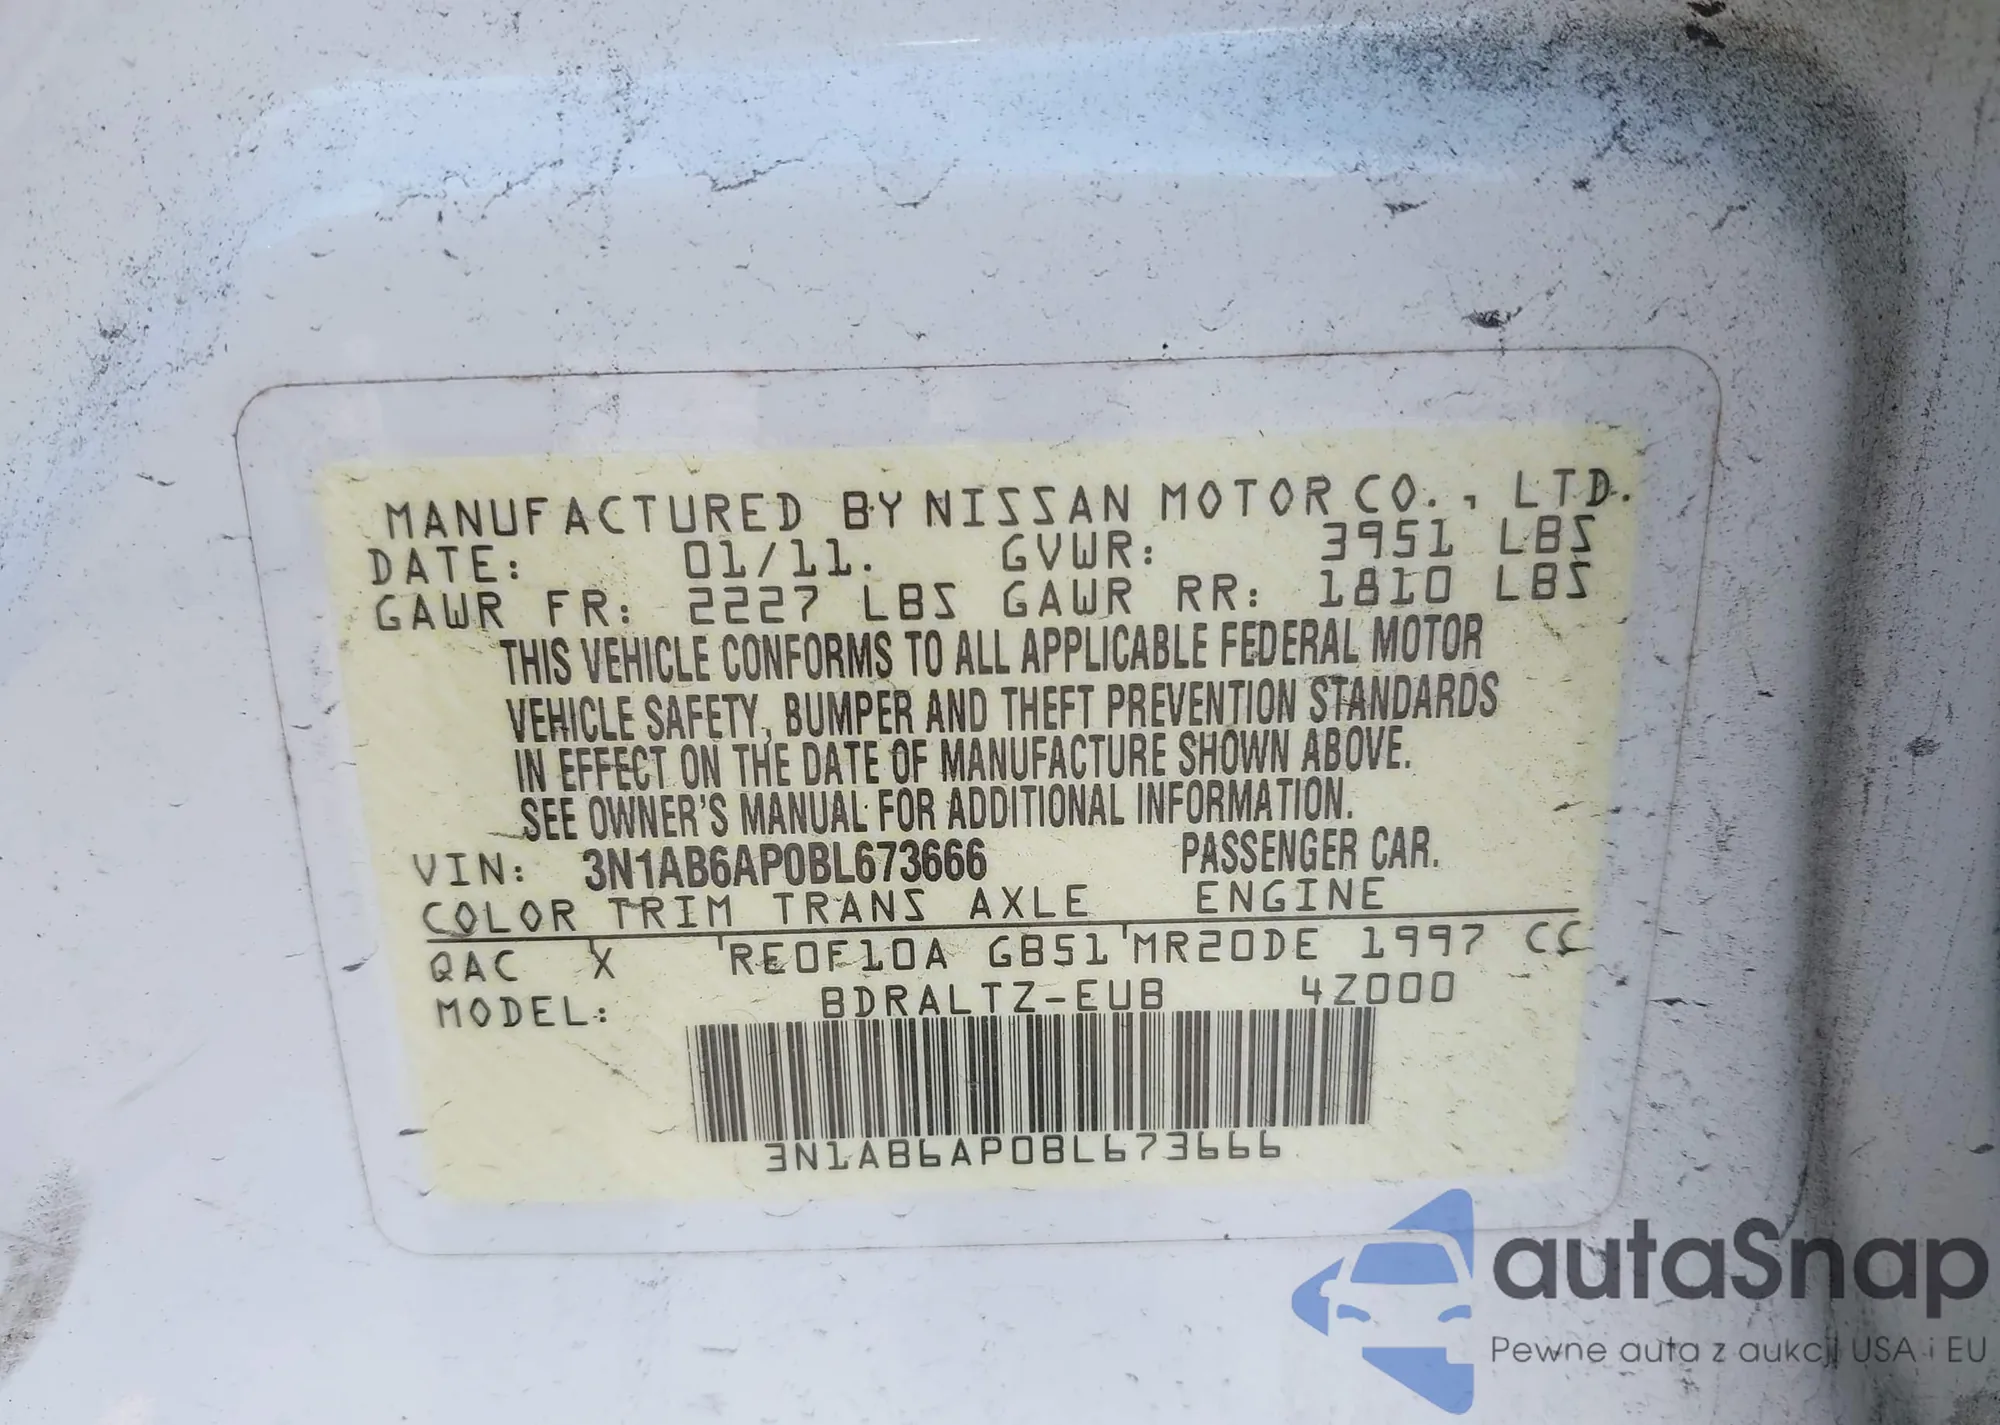 MANUFACTURED BY NISSAN MOTOR CO., LTD.
DATE: 01/11. GVWR: 3951 LBS
GAWR FR: 2227 LBS GAWR RR: 1810 LBS
THIS VEHICLE CONFORMS TO ALL APPLICABLE FEDERAL MOTOR
VEHICLE SAFETY, BUMPER AND THEFT PREVENTION STANDARDS
IN EFFECT ON THE DATE OF MANUFACTURE SHOWN ABOVE.
SEE OWNER'S MANUAL FOR ADDITIONAL INFORMATION.
VIN: 3N1AB6AP0BL673666 PASSENGER CAR.
COLOR TRIM TRANS AXLE ENGINE
QAC X RE0F10A GB51 MR20DE 1997 CC
MODEL: BDRALTZ-EUB 4Z000
3N1AB6AP0BL673666
autaSnap
Pewne auta z aukcji USA i EU